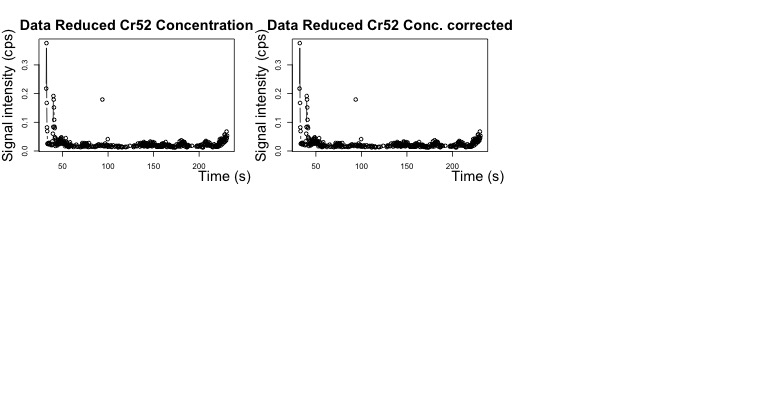 Data Reduced Cr52 Concentration
Signal intensity (cps)
0.0 0.1 0.2 0.3
50 100 150 200
Time (s)
Data Reduced Cr52 Conc. corrected
Signal intensity (cps)
0.0 0.1 0.2 0.3
50 100 150 200
Time (s)